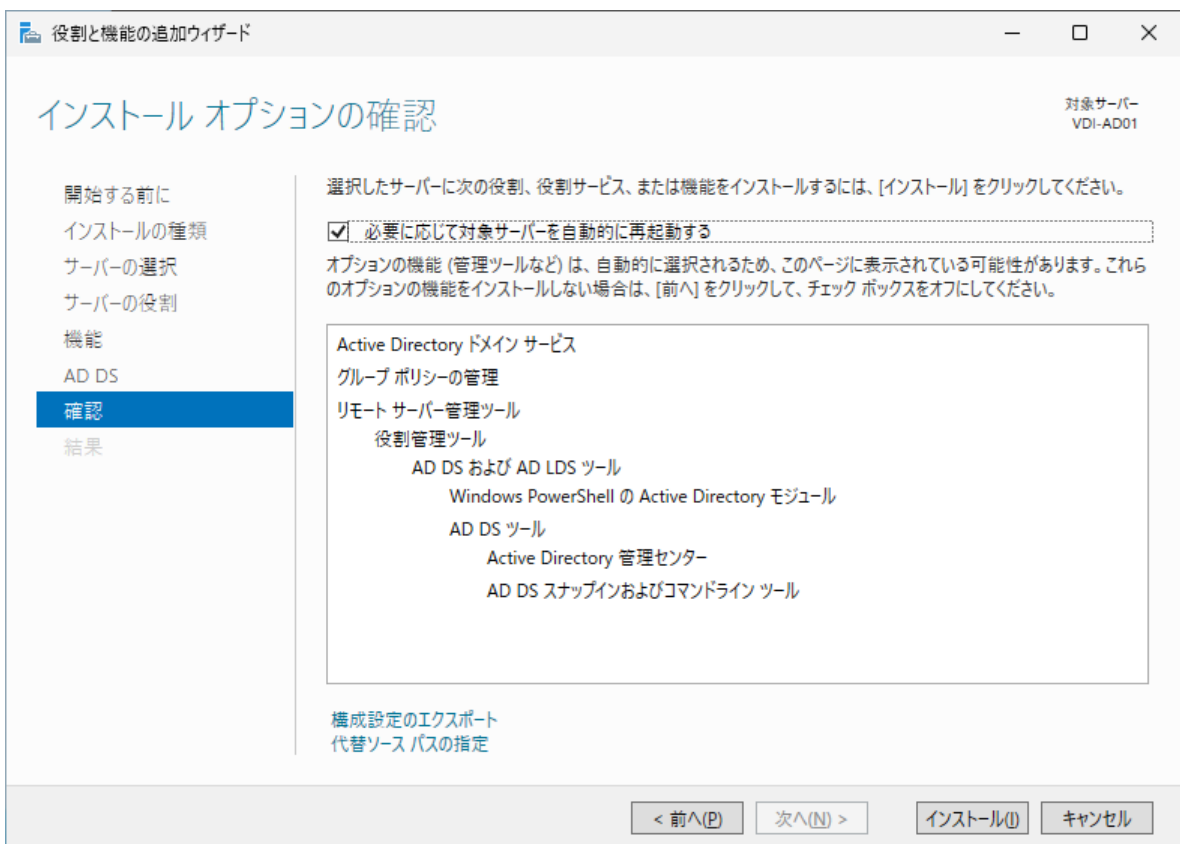 役割と機能の追加ウィザード
インストール オプションの確認
対象サーバー
VDI-AD01
開始する前に
インストールの種類
サーバーの選択
サーバーの役割
機能
AD DS
確認
結果
選択したサーバーに次の役割、役割サービス、または機能をインストールするには、[インストール] をクリックしてください。
必要に応じて対象サーバーを自動的に再起動する
オプションの機能 (管理ツールなど) は、自動的に選択されるため、このページに表示されている可能性があります。これら
のオプションの機能をインストールしない場合は、[前へ] をクリックして、チェック ボックスをオフにしてください。
Active Directory ドメイン サービス
グループ ポリシーの管理
リモート サーバー管理ツール
役割管理ツール
AD DS および AD LDS ツール
Windows PowerShell の Active Directory モジュール
AD DS ツール
Active Directory 管理センター
AD DS スナップインおよびコマンドライン ツール
構成設定のエクスポート
代替ソース パスの指定
< 前へ(P)
次へ(N) >
インストール(I)
キャンセル